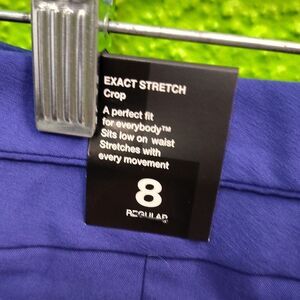 EXACT STRETCH
Crop
A perfect fit
for everybody™
Sits low on waist
Stretches with
every movement
8
REGULAR